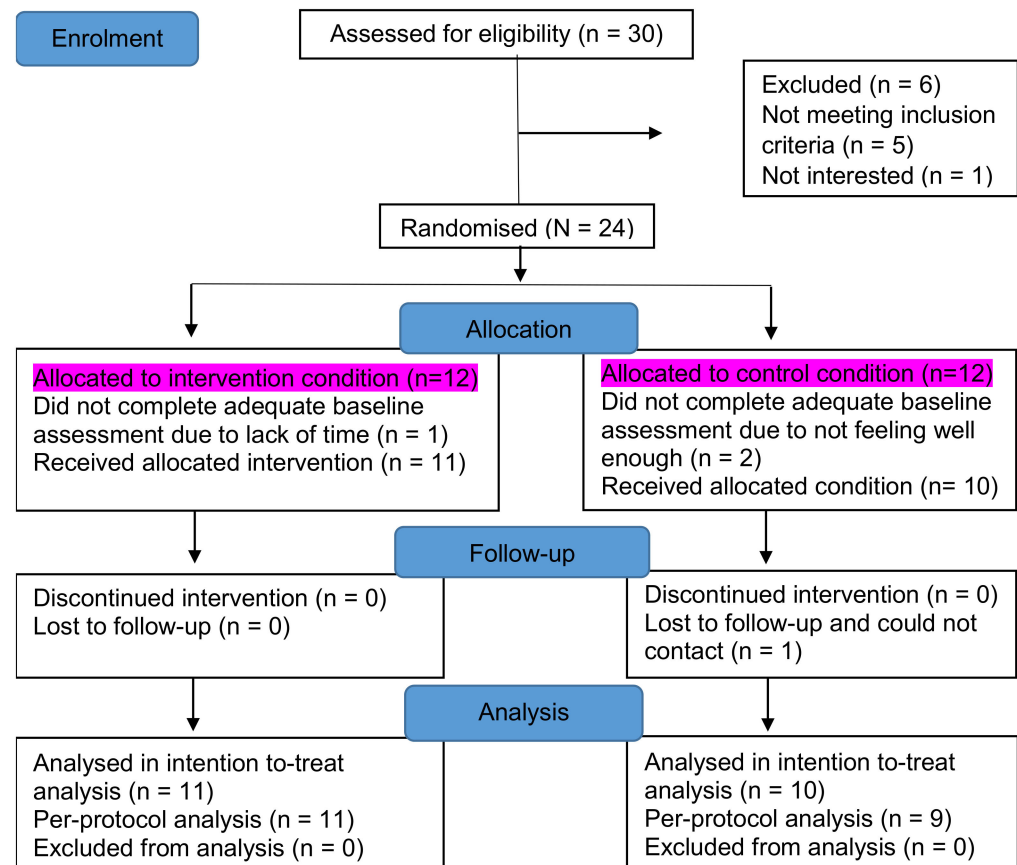 Enrolment
Assessed for eligibility (n = 30)
Excluded (n = 6)
Not meeting inclusion
criteria (n = 5)
Not interested (n = 1)
Randomised (N = 24)
Allocation
Allocated to intervention condition (n=12)
Did not complete adequate baseline
assessment due to lack of time (n = 1)
Received allocated intervention (n = 11)
Allocated to control condition (n=12)
Did not complete adequate baseline
assessment due to not feeling well
enough (n = 2)
Received allocated condition (n= 10)
Follow-up
Discontinued intervention (n = 0)
Lost to follow-up (n = 0)
Discontinued intervention (n = 0)
Lost to follow-up and could not
contact (n = 1)
Analysis
Analysed in intention to-treat
analysis (n = 11)
Per-protocol analysis (n = 11)
Excluded from analysis (n = 0)
Analysed in intention to-treat
analysis (n = 10)
Per-protocol analysis (n = 9)
Excluded from analysis (n = 0)